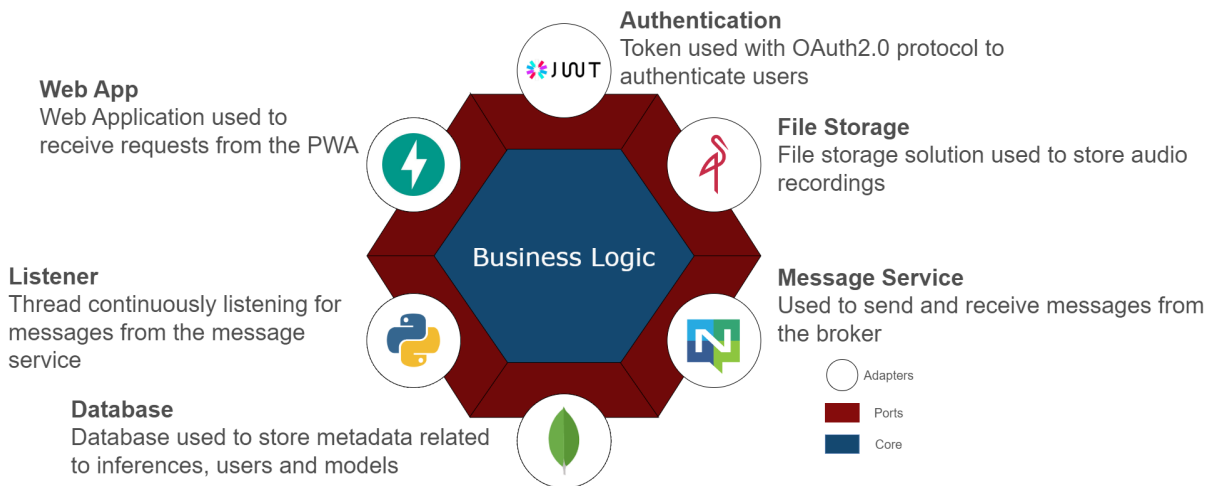 Authentication
Token used with OAuth2.0 protocol to
authenticate users
JWT
Web App
Web Application used to
receive requests from the PWA
File Storage
File storage solution used to store audio
recordings
Business Logic
Listener
Thread continuously listening for
messages from the message
service
Message Service
Used to send and receive messages from
the broker
N
Adapters
Ports
Core
Database
Database used to store metadata related
to inferences, users and models